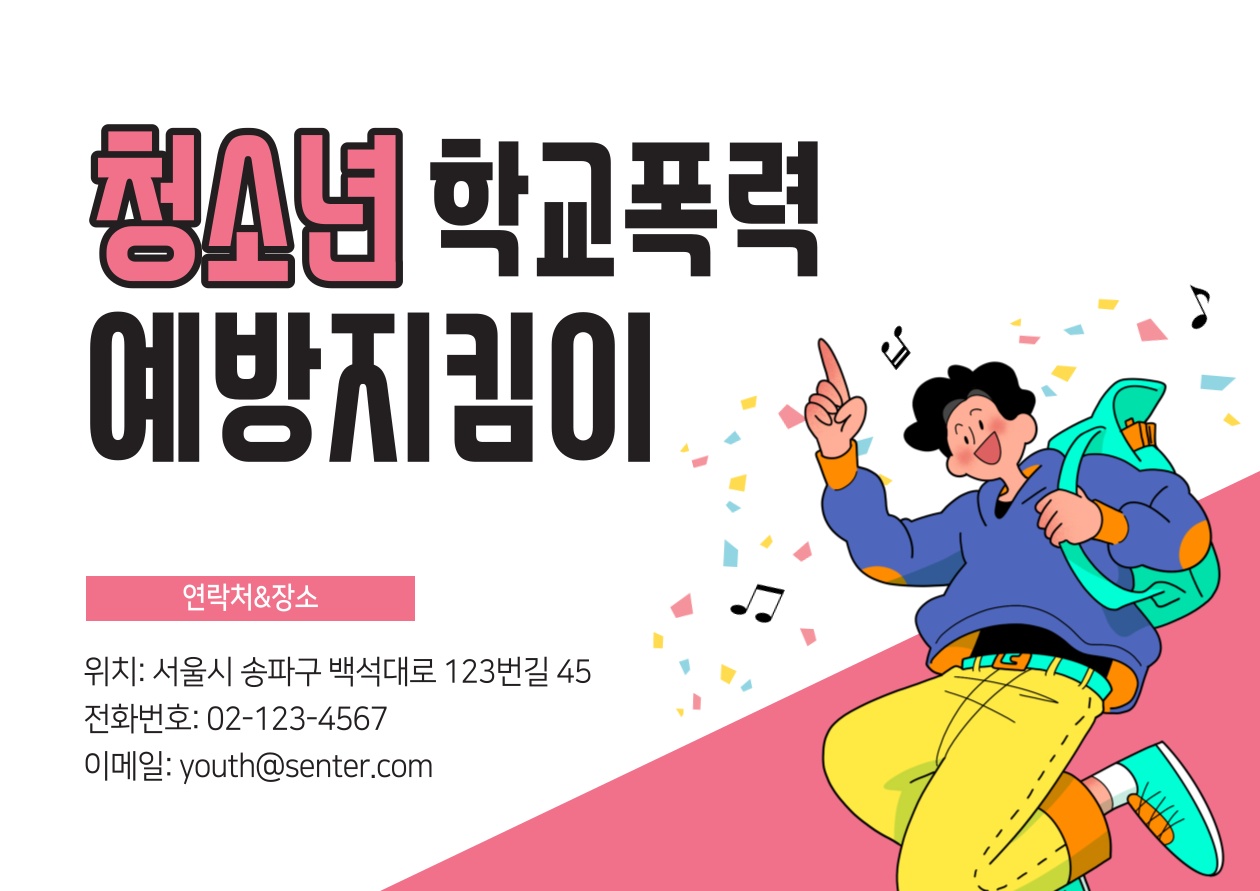 청소년 학교폭력
예방지킴이
연락처&장소
위치: 서울시 송파구 백석대로 123번길 45
전화번호: 02-123-4567
이메일: youth@senter.com